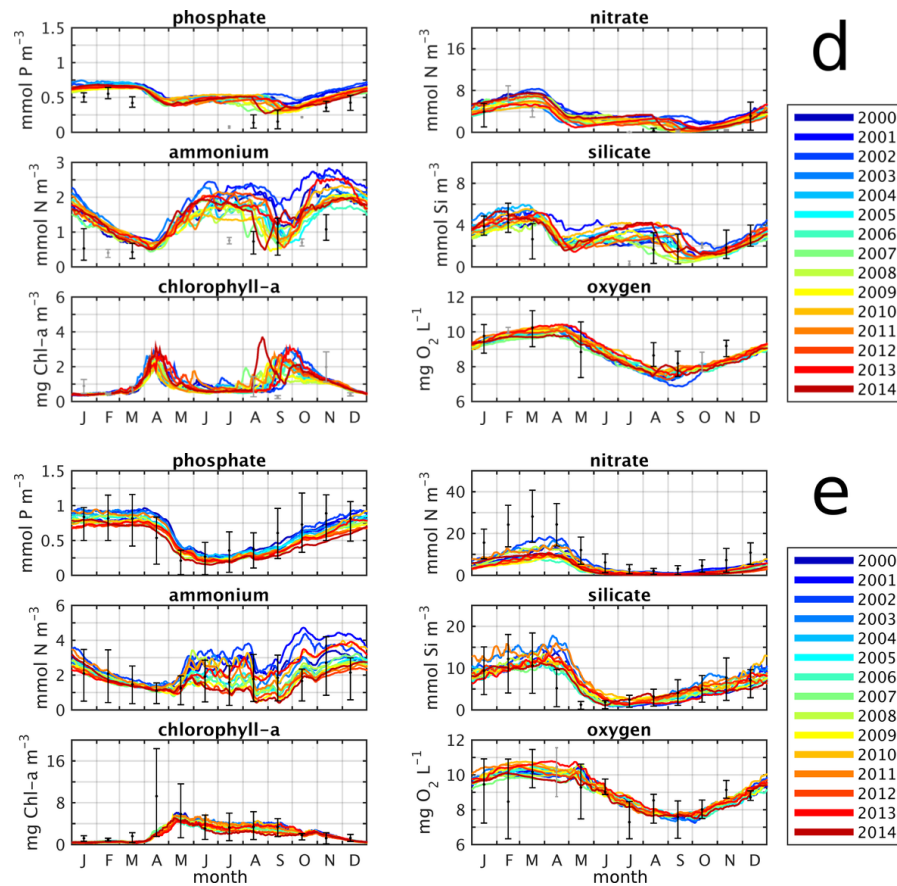 phosphate
mmol P m⁻³
1.5
1
0.5
0
nitrate
mmol N m⁻³
16
12
8
4
0
d
ammonium
mmol N m⁻³
3
2
1
0
silicate
mmol Si m⁻³
9
6
3
0
chlorophyll-a
mg Chl-a m⁻³
6
4
2
0
J F M A M J J A S O N D
oxygen
mg O₂ L⁻¹
12
10
8
6
J F M A M J J A S O N D
2000
2001
2002
2003
2004
2005
2006
2007
2008
2009
2010
2011
2012
2013
2014
phosphate
mmol P m⁻³
1.5
1
0.5
0
nitrate
mmol N m⁻³
40
20
10
0
e
ammonium
mmol N m⁻³
6
4
2
0
silicate
mmol Si m⁻³
20
10
5
0
chlorophyll-a
mg Chl-a m⁻³
16
8
4
0
J F M A M J J A S O N D
month
oxygen
mg O₂ L⁻¹
12
10
8
6
J F M A M J J A S O N D
month
2000
2001
2002
2003
2004
2005
2006
2007
2008
2009
2010
2011
2012
2013
2014